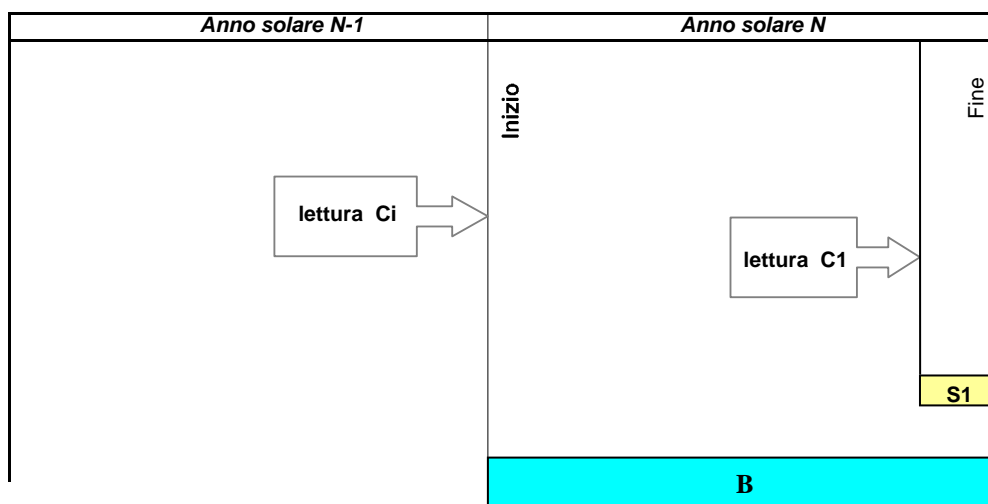 Anno solare N-1
Anno solare N
Inizio
Fine
lettura Ci
lettura C1
S1
B